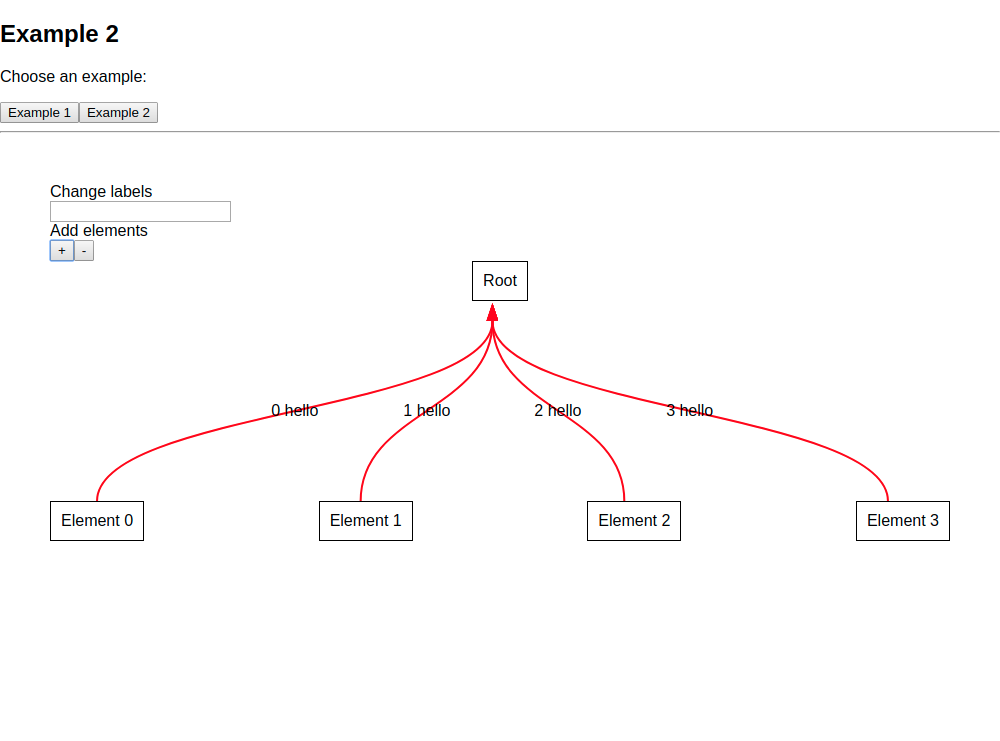 Example 2
Choose an example:
Example 1 Example 2
Change labels
Add elements
+ -
Root
0 hello 1 hello 2 hello 3 hello
Element 0 Element 1 Element 2 Element 3